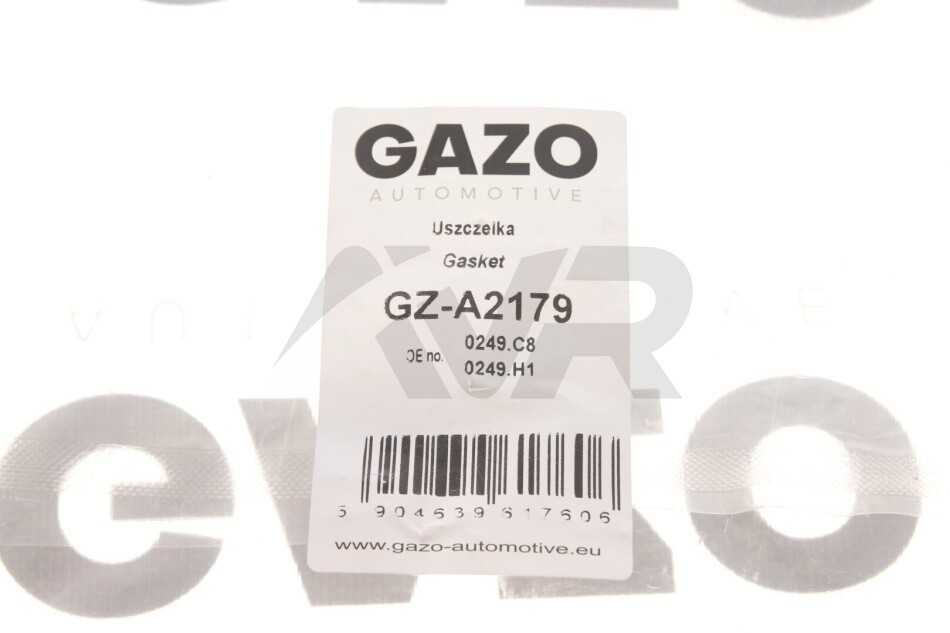 GAZO
AUTOMOTIVE
Uszczelka
Gasket
GZ-A2179
OE no. 0249.C8
0249.H1
5 904639 617606
www.gazo-automotive.eu